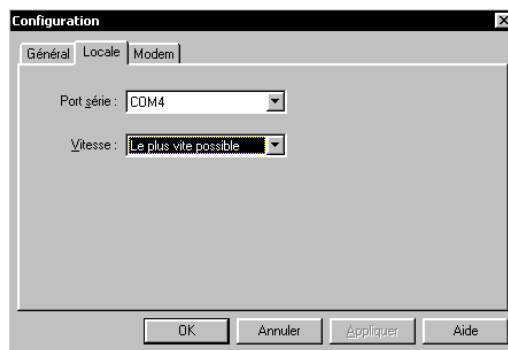 Configuration
Général Locale Modem
Port série : COM4
Vitesse : Le plus vite possible
OK Annuler Appliquer Aide